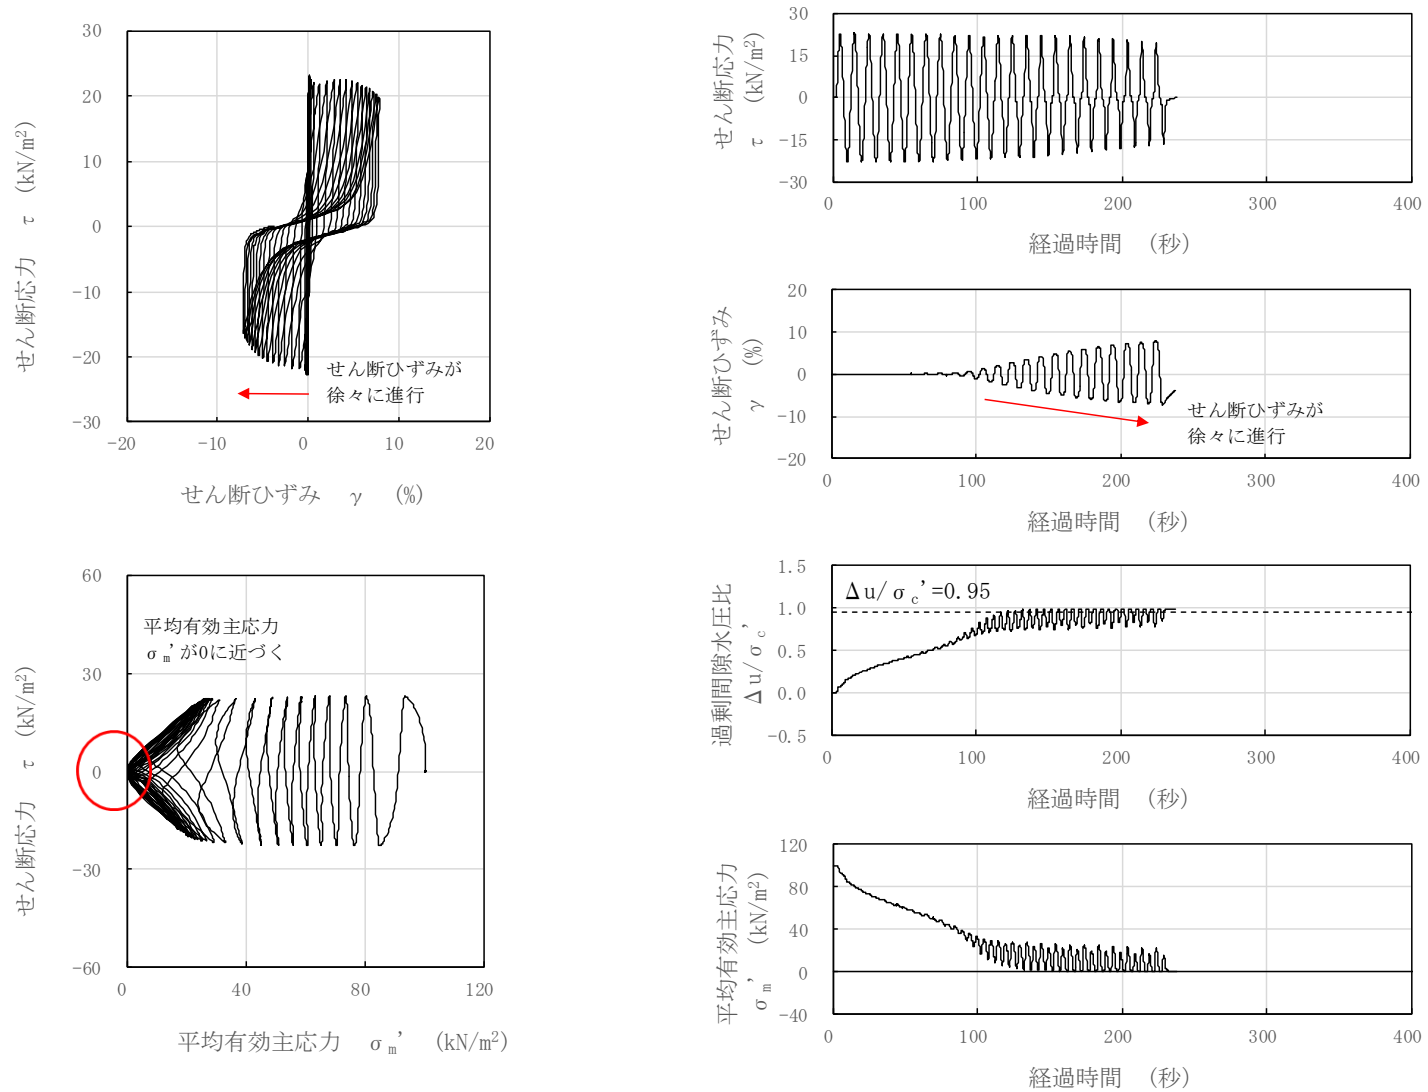 30
20
10
0
-10
-20
-30
-20
-10
0
10
20
せん断応力 τ (kN/m²)
せん断ひずみ γ (%)
せん断ひずみが
徐々に進行
60
30
0
-30
-60
0
40
80
120
せん断応力 τ (kN/m²)
平均有効主応力 σm' (kN/m²)
平均有効主応力
σm'が0に近づく
30
15
0
-15
-30
0
100
200
300
400
せん断応力
τ (kN/m²)
経過時間 (秒)
20
10
0
-10
-20
0
100
200
300
400
せん断ひずみ
γ (%)
経過時間 (秒)
せん断ひずみが
徐々に進行
1.5
1.0
0.5
0.0
-0.5
0
100
200
300
400
過剰間隙水圧比
Δu/σc'
Δu/σc'=0.95
経過時間 (秒)
120
80
40
0
-40
0
100
200
300
400
平均有効主応力
σm' (kN/m²)
経過時間 (秒)